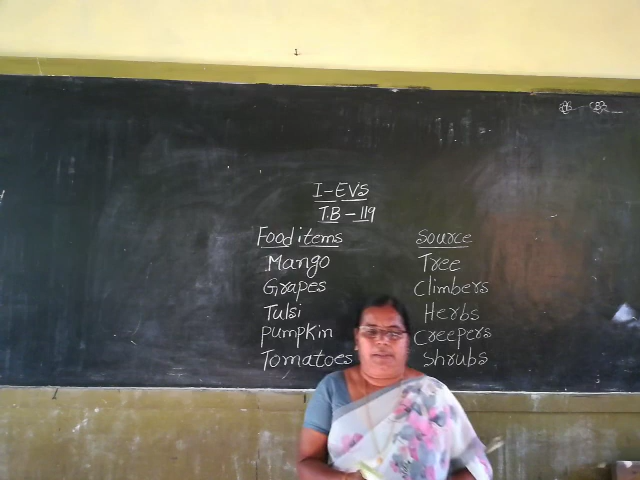 I-EVS
T.B - 119
Food items Source
Mango Tree
Grapes Climbers
Tulsi Herbs
pumpkin Creepers
Tomatoes Shrubs